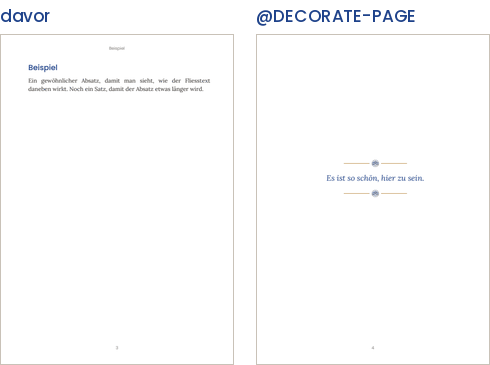 davor
@DECORATE-PAGE
Beispiel
Beispiel
Ein gewöhnlicher Absatz, damit man sieht, wie der Fliesstext
daneben wirkt. Noch ein Satz, damit der Absatz etwas länger wird.
Es ist so schön, hier zu sein.